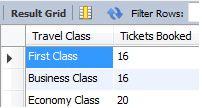 Result Grid Filter Rows:
Travel Class Tickets Booked
First Class 16
Business Class 16
Economy Class 20